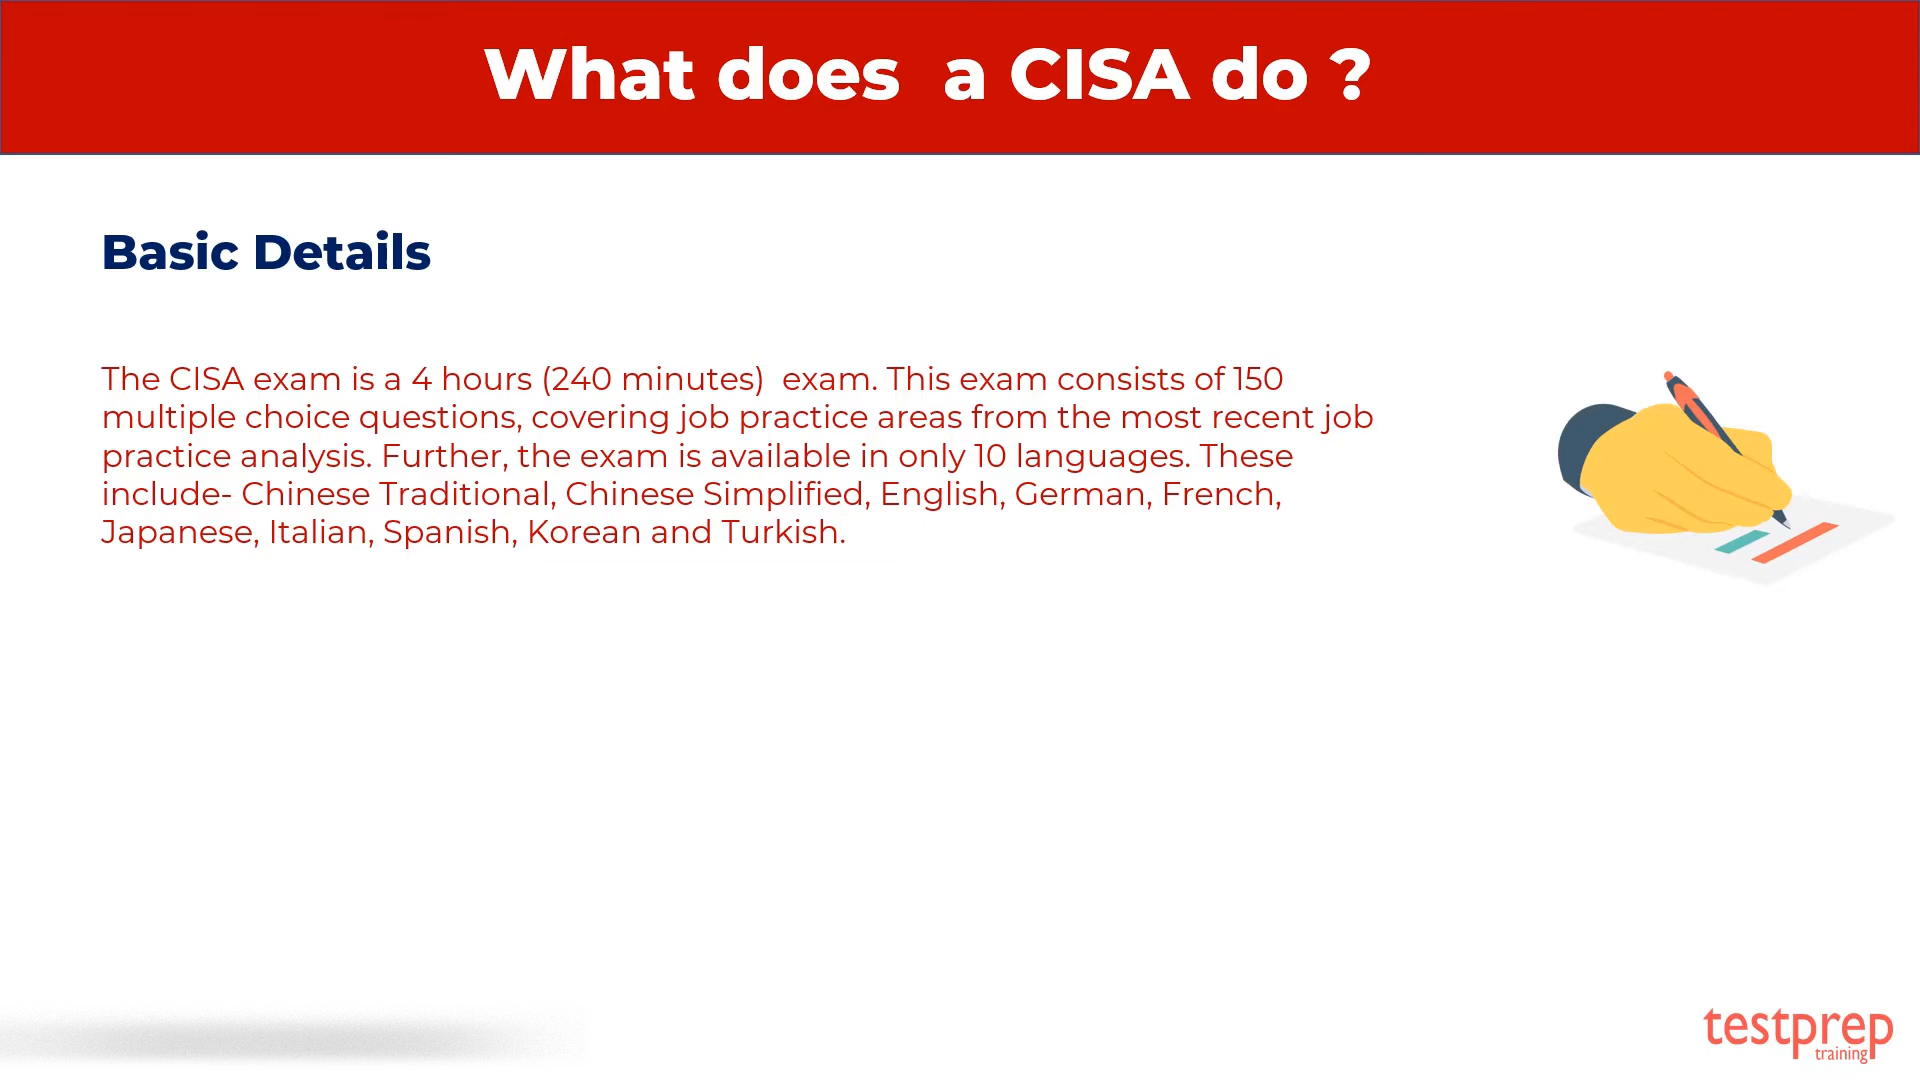 What does  a CISA do ?
Basic Details
The CISA exam is a 4 hours (240 minutes)  exam. This exam consists of 150
multiple choice questions, covering job practice areas from the most recent job
practice analysis. Further, the exam is available in only 10 languages. These
include- Chinese Traditional, Chinese Simplified, English, German, French,
Japanese, Italian, Spanish, Korean and Turkish.
testprep
training